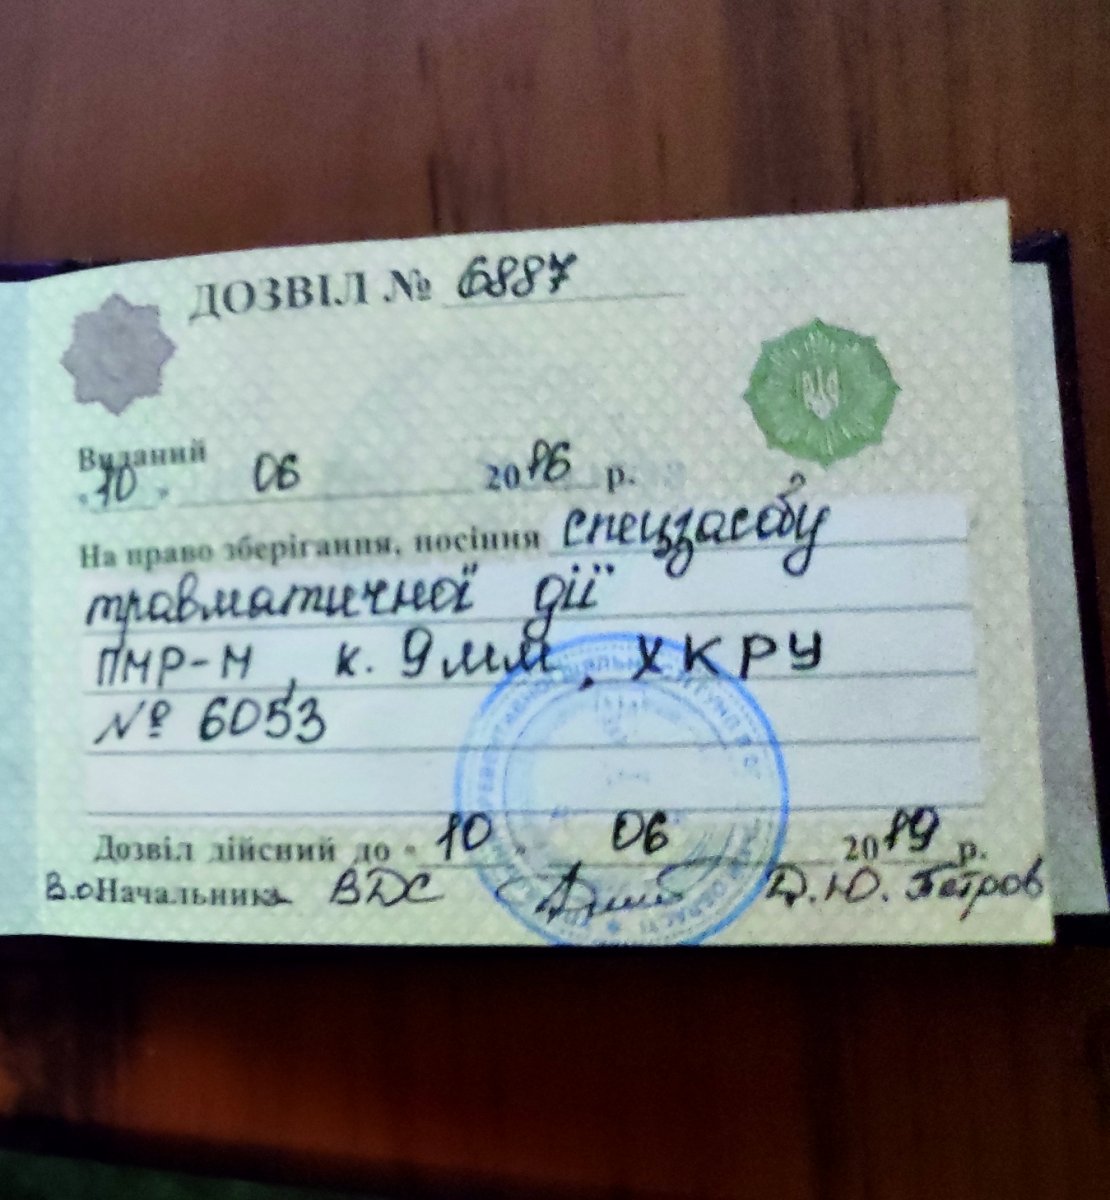 ДОЗВІЛ № 6887
Виданий
"10" 06 2016 р.
На право зберігання, носіння спецзасобу
травматичної дії
ПМР-М, к. 9мм, ХКРУ
№ 6053
Дозвіл дійсний до "10" 06 2019 р.
В.о Начальника ВДС Д.Ю. Петров